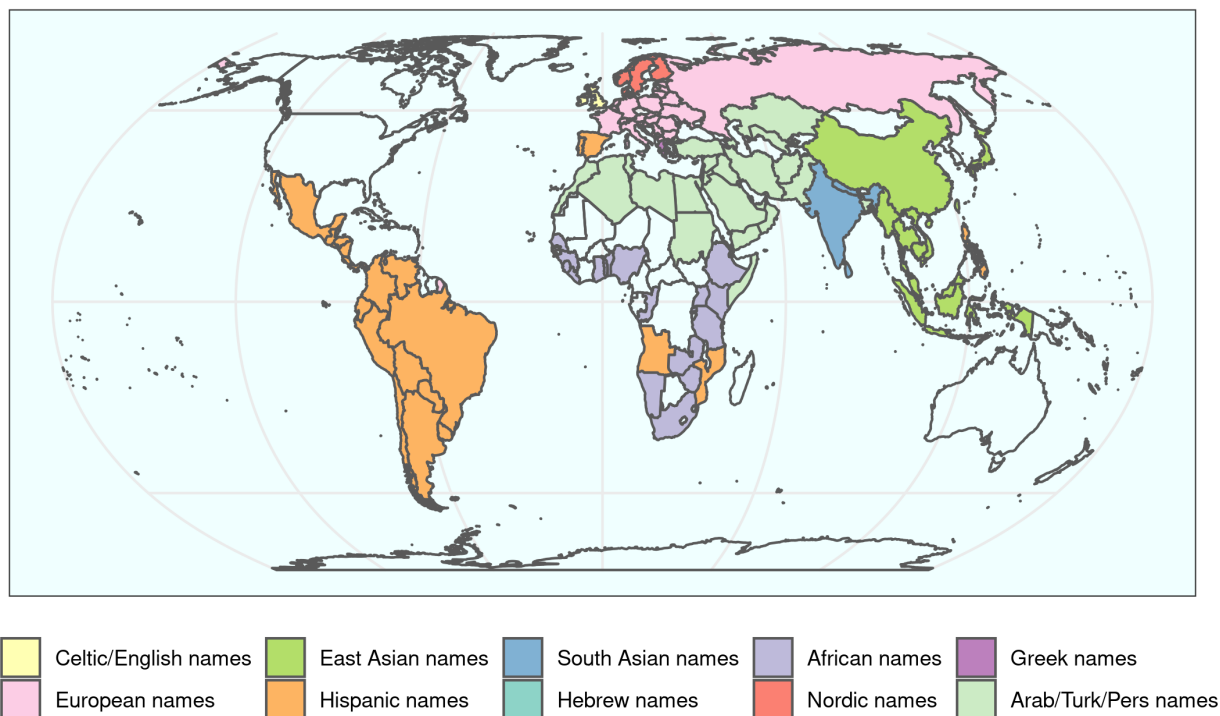 Celtic/English names East Asian names South Asian names African names Greek names
European names Hispanic names Hebrew names Nordic names Arab/Turk/Pers names